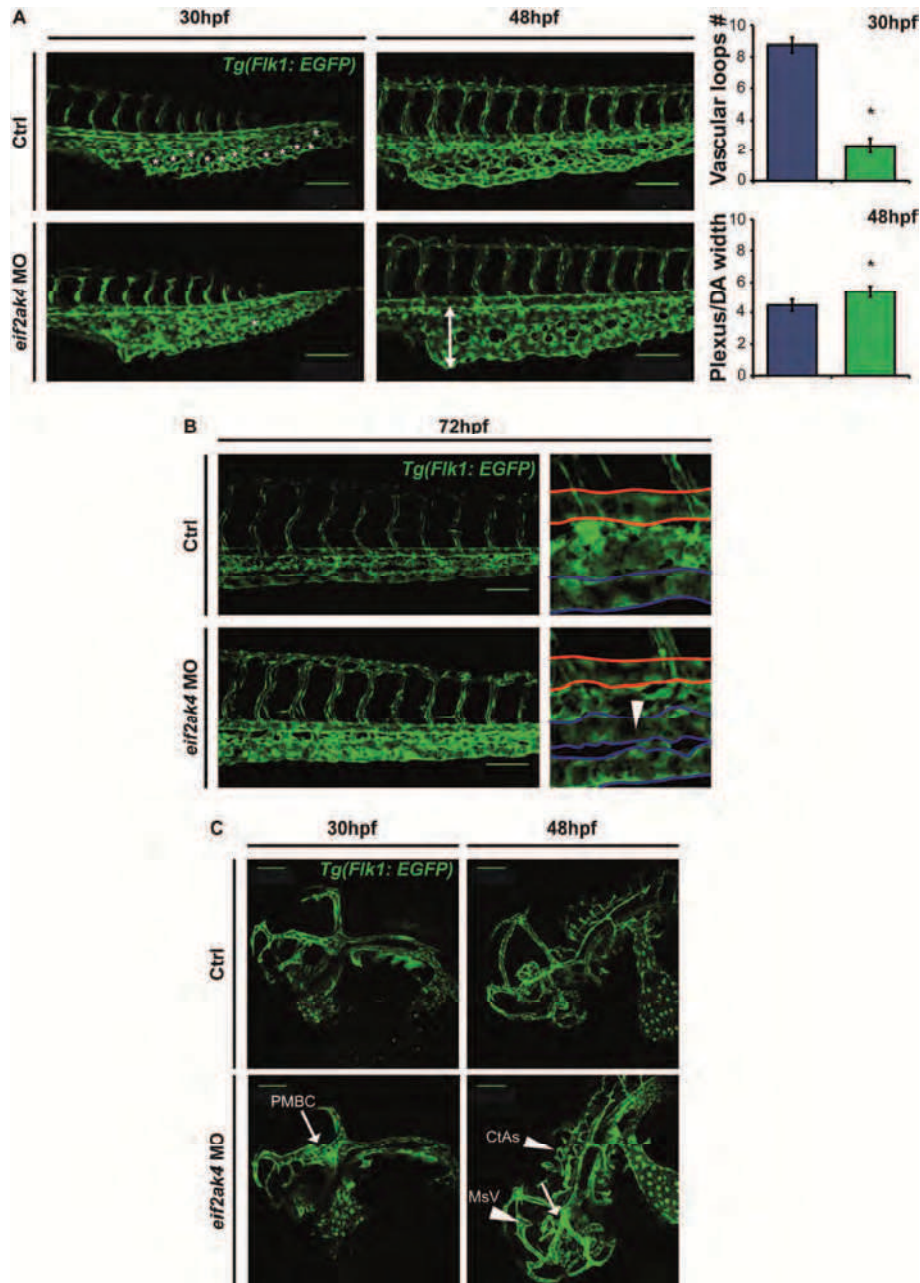 A
30hpf
48hpf
Ctrl
eif2ak4 MO
Tg(Flk1: EGFP)
Vascular loops #
10
8
6
4
2
0
30hpf
*
Plexus/DA width
10
8
6
4
2
0
48hpf
*
B
72hpf
Ctrl
eif2ak4 MO
Tg(Flk1: EGFP)
C
30hpf
48hpf
Ctrl
eif2ak4 MO
Tg(Flk1: EGFP)
PMBC
CtAs
MsV